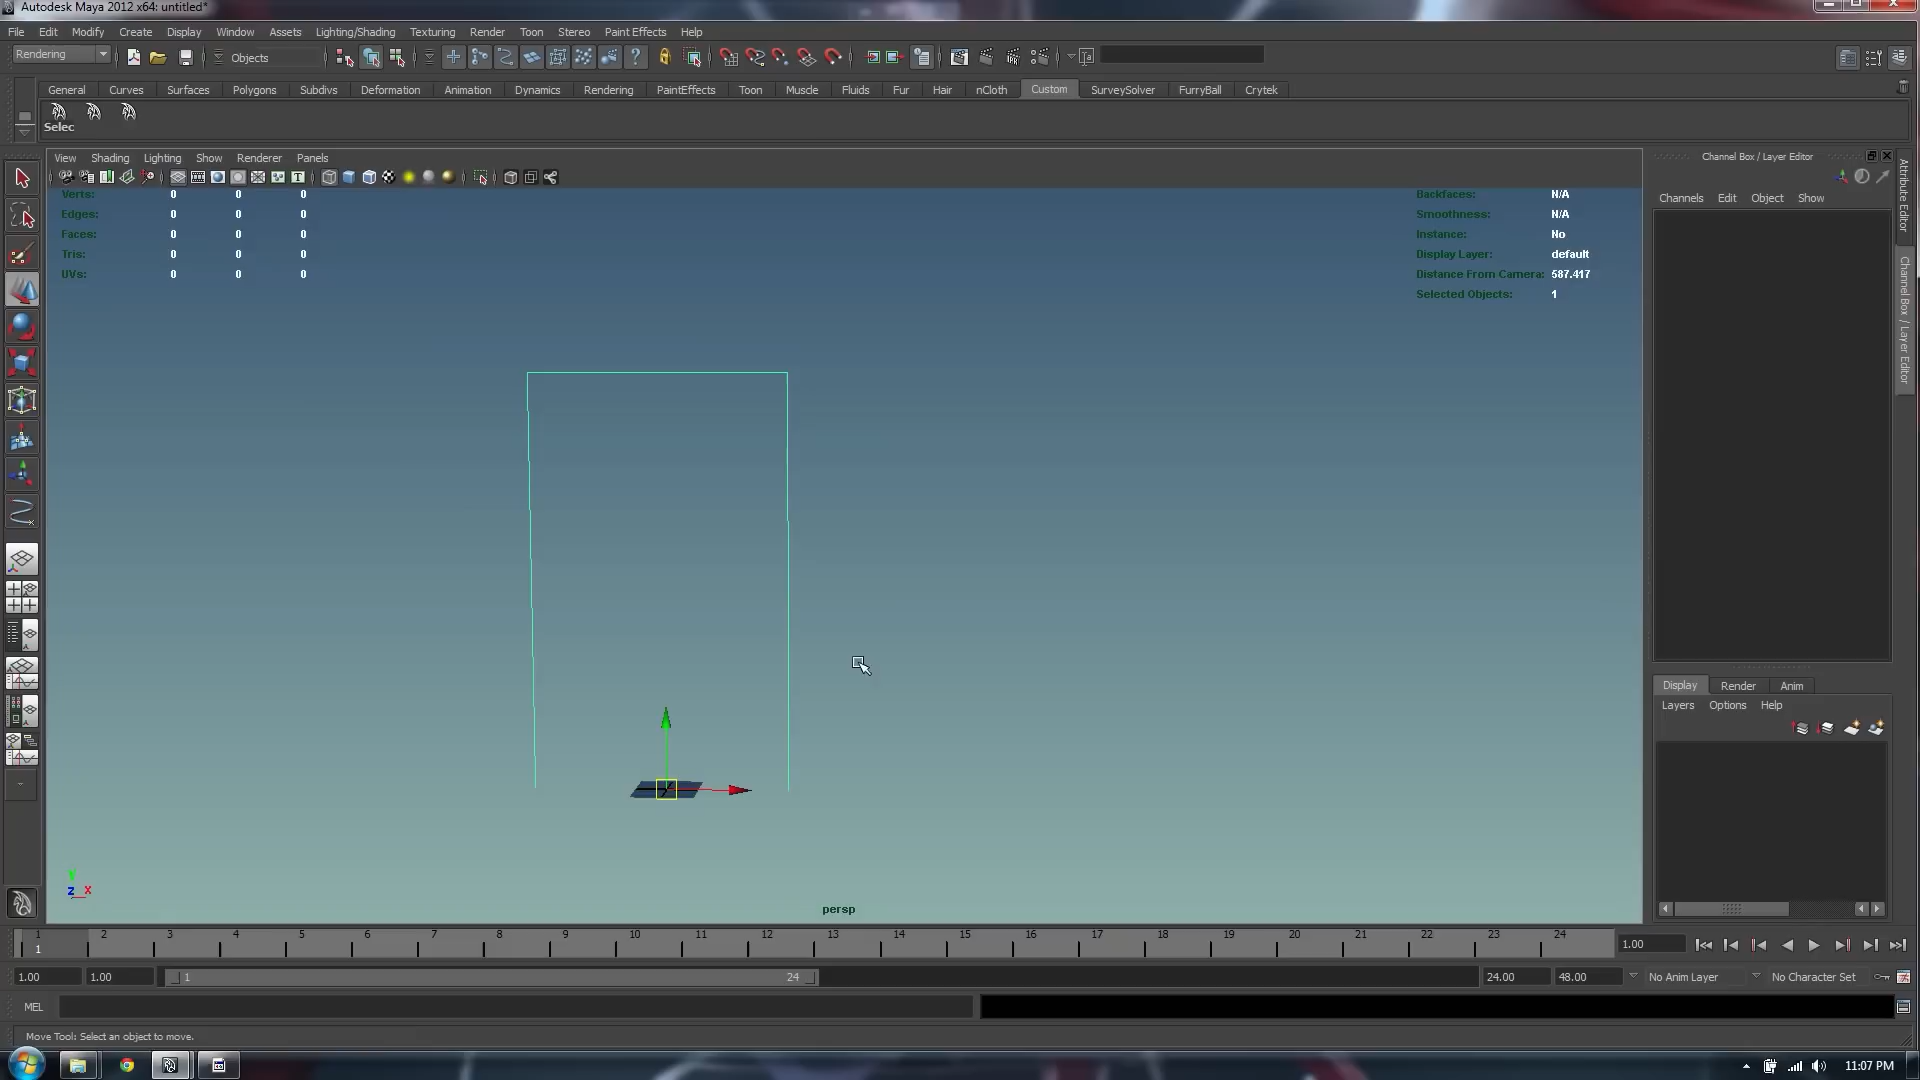 Autodesk Maya 2012 x64: untitled*
File Edit Modify Create Display Window Assets Lighting/Shading Texturing Render Toon Stereo Paint Effects Help
Rendering Objects
General Curves Surfaces Polygons Subdivs Deformation Animation Dynamics Rendering PaintEffects Toon Muscle Fluids Fur Hair nCloth Custom SurveySolver FurryBall Crytek
Selec
View Shading Lighting Show Renderer Panels
Verts: 0 0 0
Edges: 0 0 0
Faces: 0 0 0
Tris: 0 0 0
UVs: 0 0 0
Backfaces: N/A
Smoothness: N/A
Instance: No
Display Layer: default
Distance From Camera: 587.417
Selected Objects: 1
Channel Box / Layer Editor
Channels Edit Object Show
Attribute Editor
Channel Box / Layer Editor
Display Render Anim
Layers Options Help
y
z x
persp
1 2 3 4 5 6 7 8 9 10 11 12 13 14 15 16 17 18 19 20 21 22 23 24
1
1.00
1.00 1.00 1 24 24.00 48.00 No Anim Layer No Character Set
MEL
Move Tool: Select an object to move.
11:07 PM